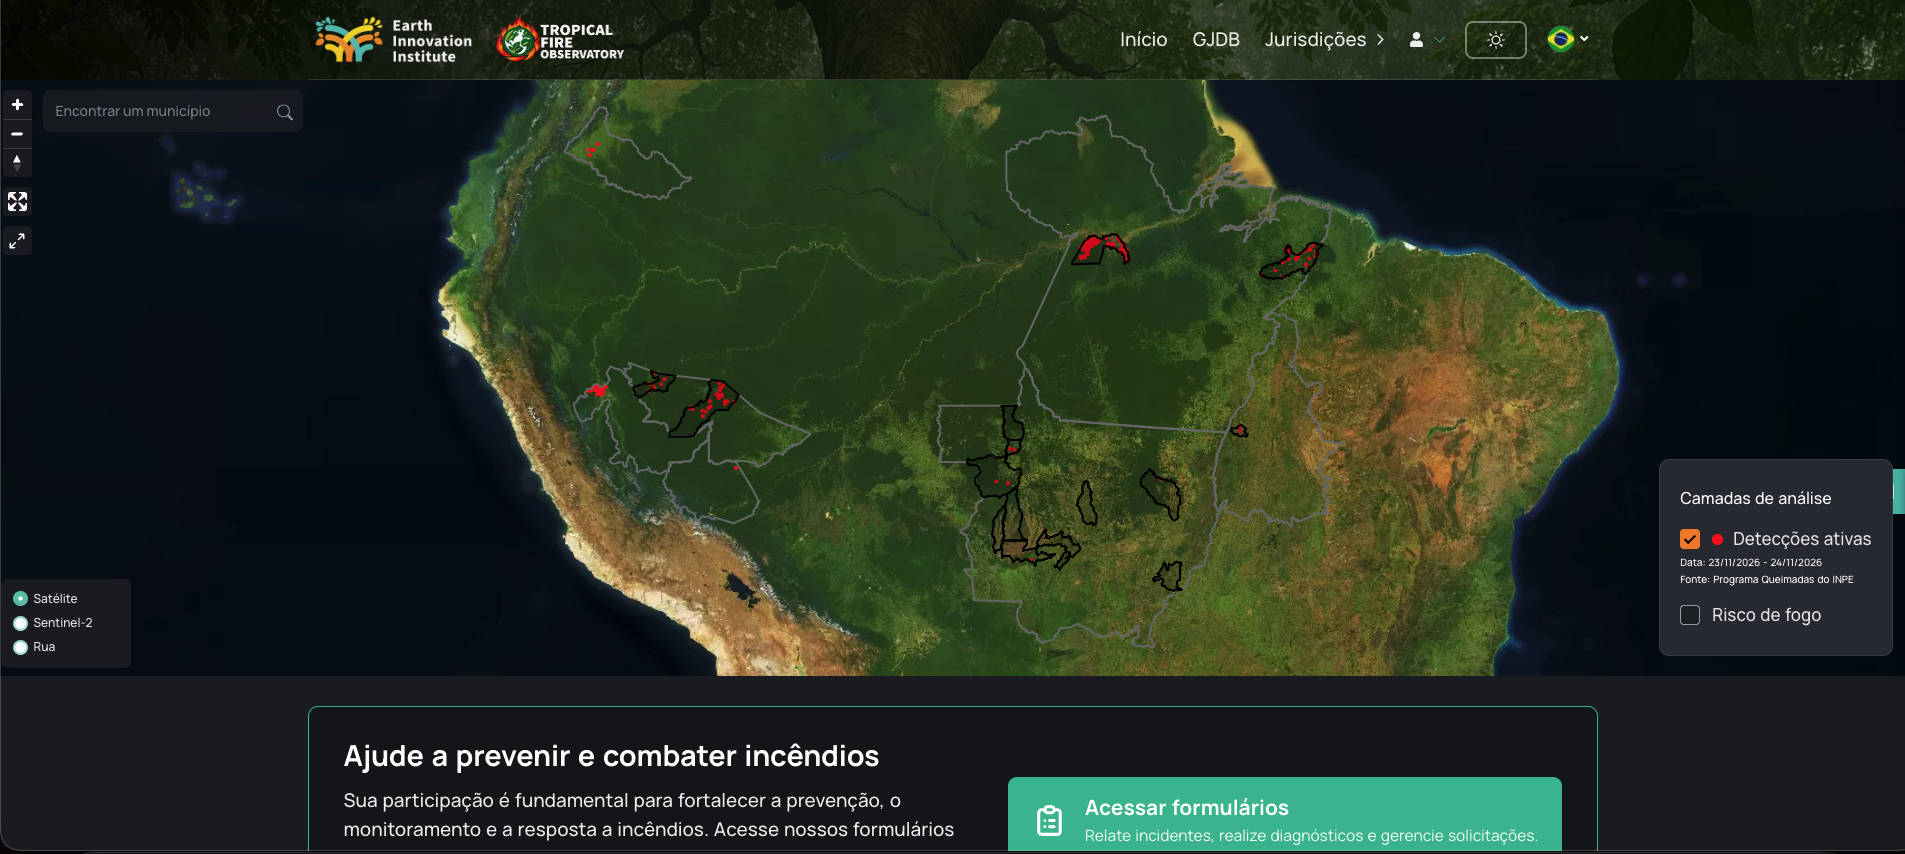 Earth
Innovation
Institute
TROPICAL
FIRE
OBSERVATORY
Início
GJDB
Jurisdições
Encontrar um município
Camadas de análise
Detecções ativas
Data: 23/11/2026 - 24/11/2026
Fonte: Programa Queimadas do INPE
Risco de fogo
Satélite
Sentinel-2
Rua
Ajude a prevenir e combater incêndios
Sua participação é fundamental para fortalecer a prevenção, o
monitoramento e a resposta a incêndios. Acesse nossos formulários
Acessar formulários
Relate incidentes, realize diagnósticos e gerencie solicitações.